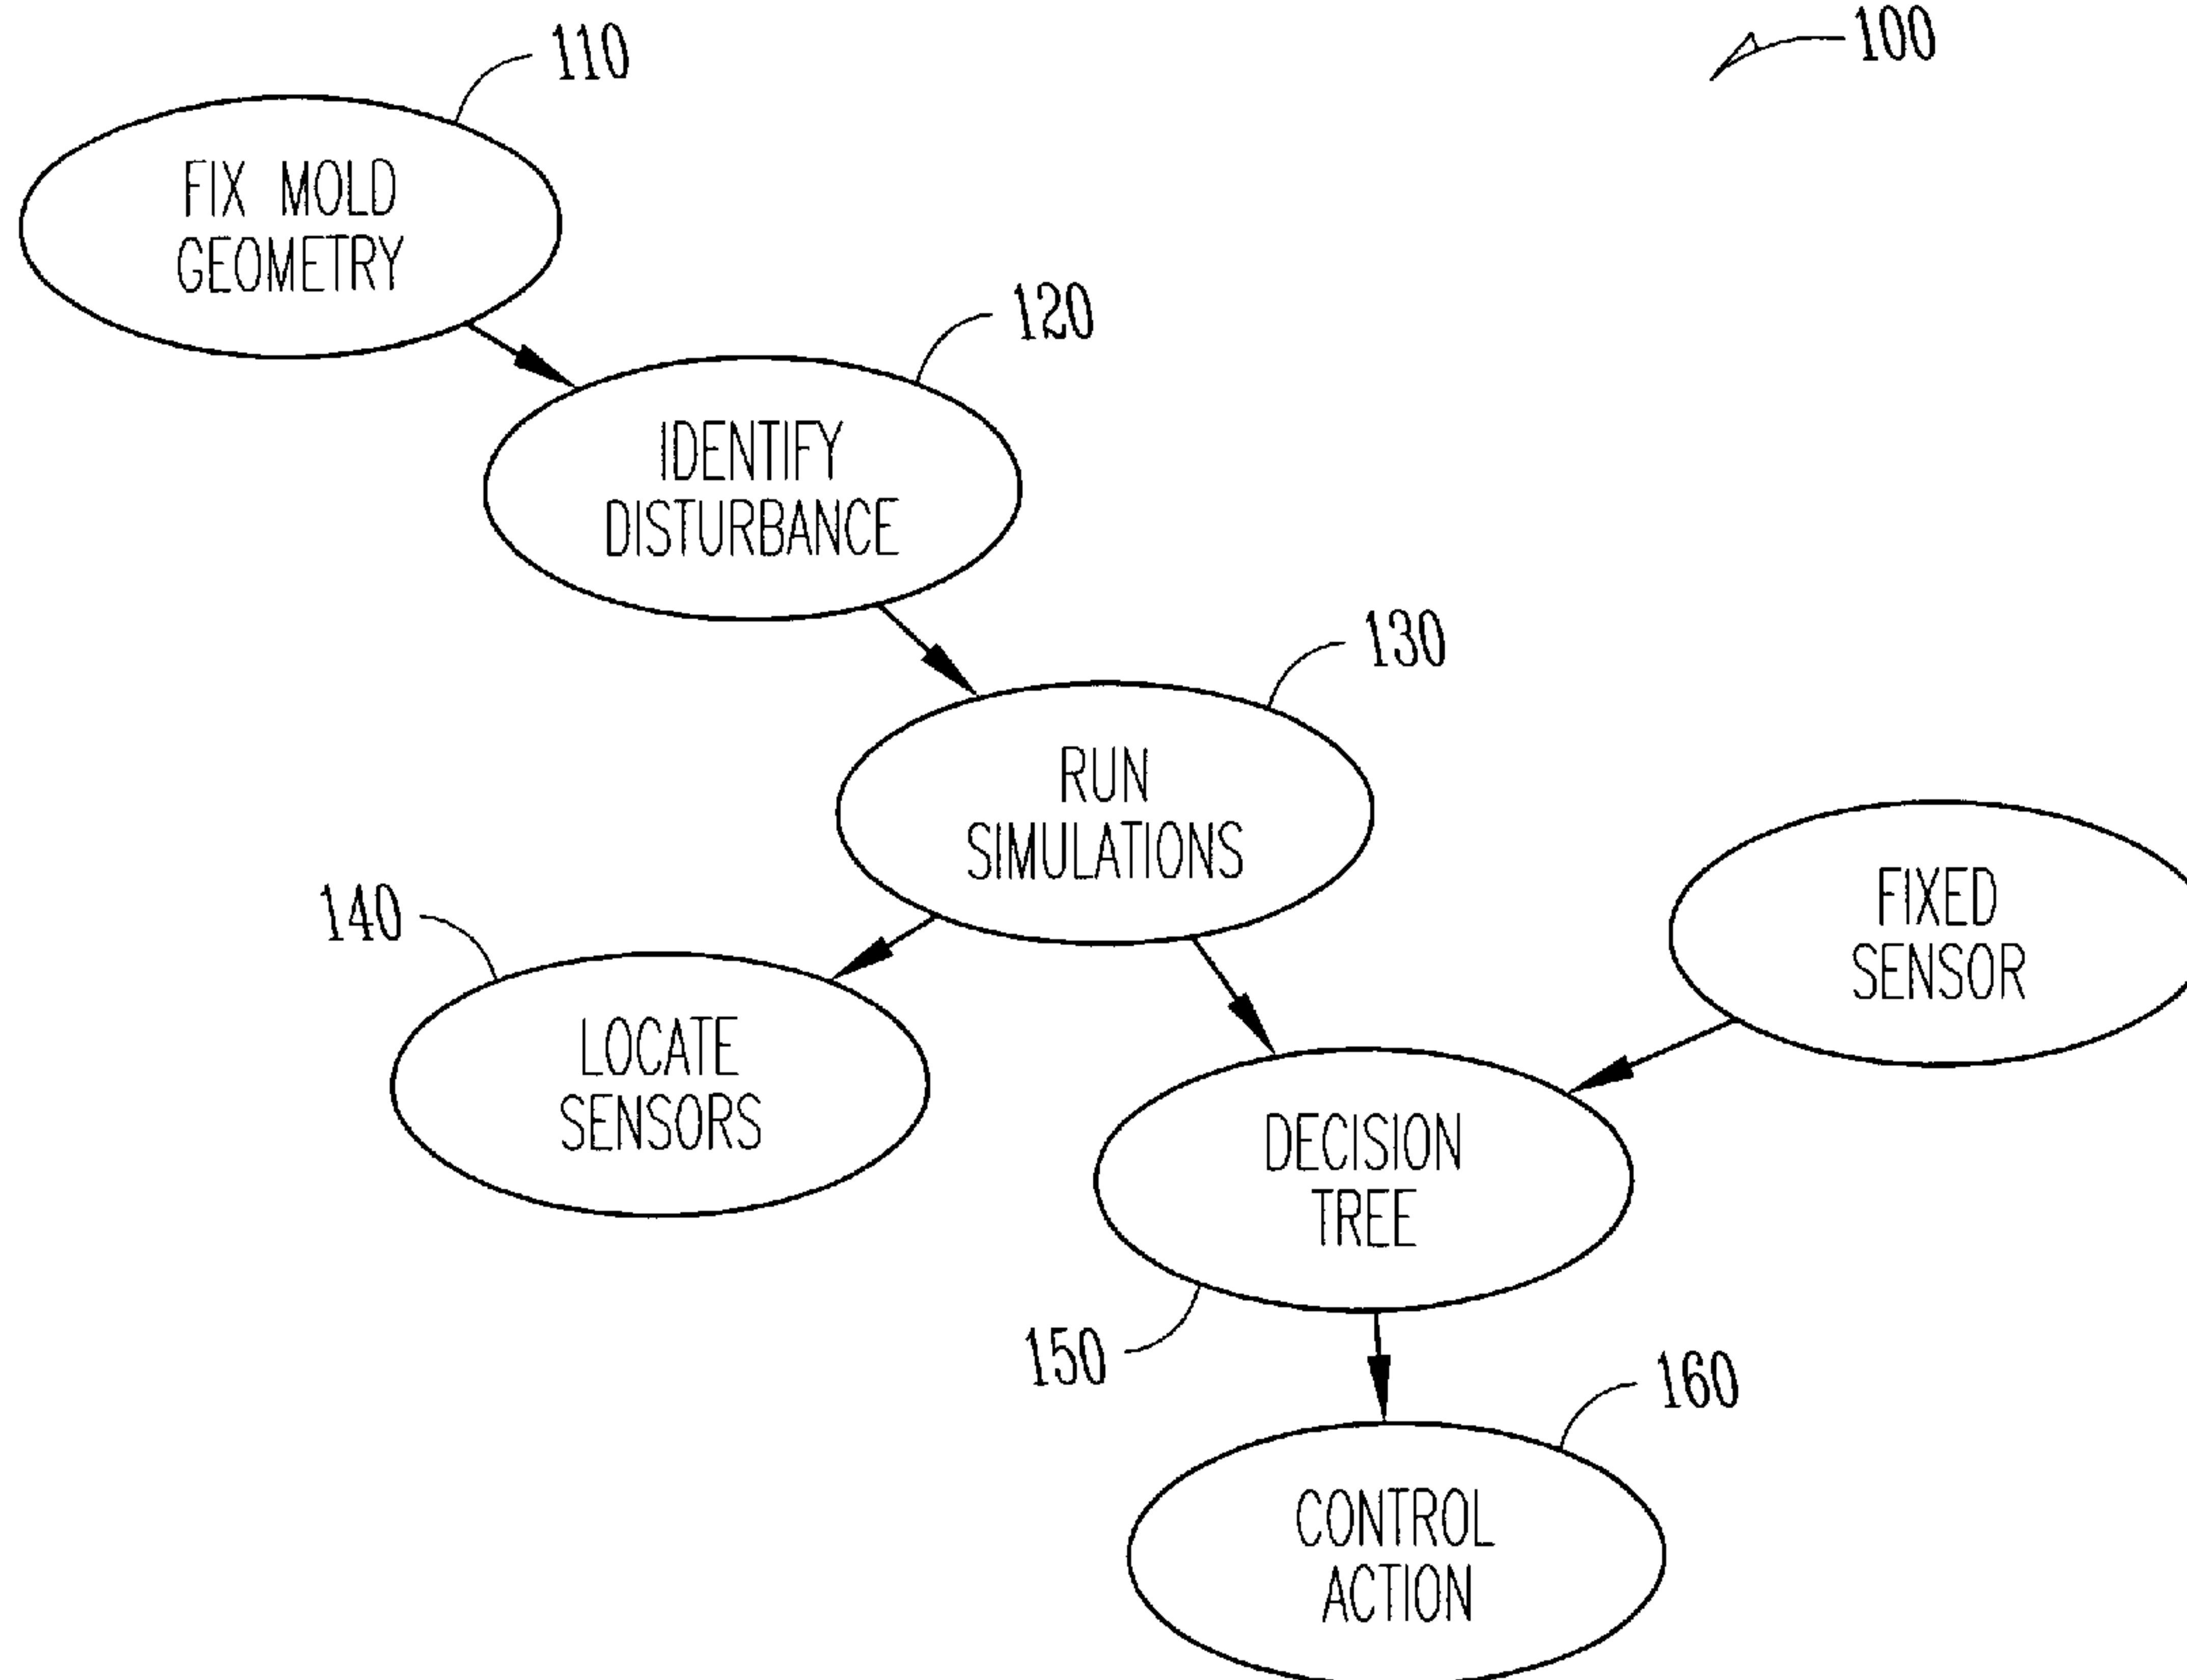 110
100
FIX MOLD
GEOMETRY
120
IDENTIFY
DISTURBANCE
130
RUN
SIMULATIONS
140
FIXED
SENSOR
LOCATE
SENSORS
DECISION
TREE
150
160
CONTROL
ACTION